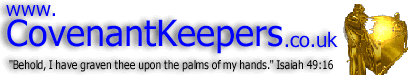 www.
CovenantKeepers.co.uk
"Behold, I have graven thee upon the palms of my hands." Isaiah 49:16